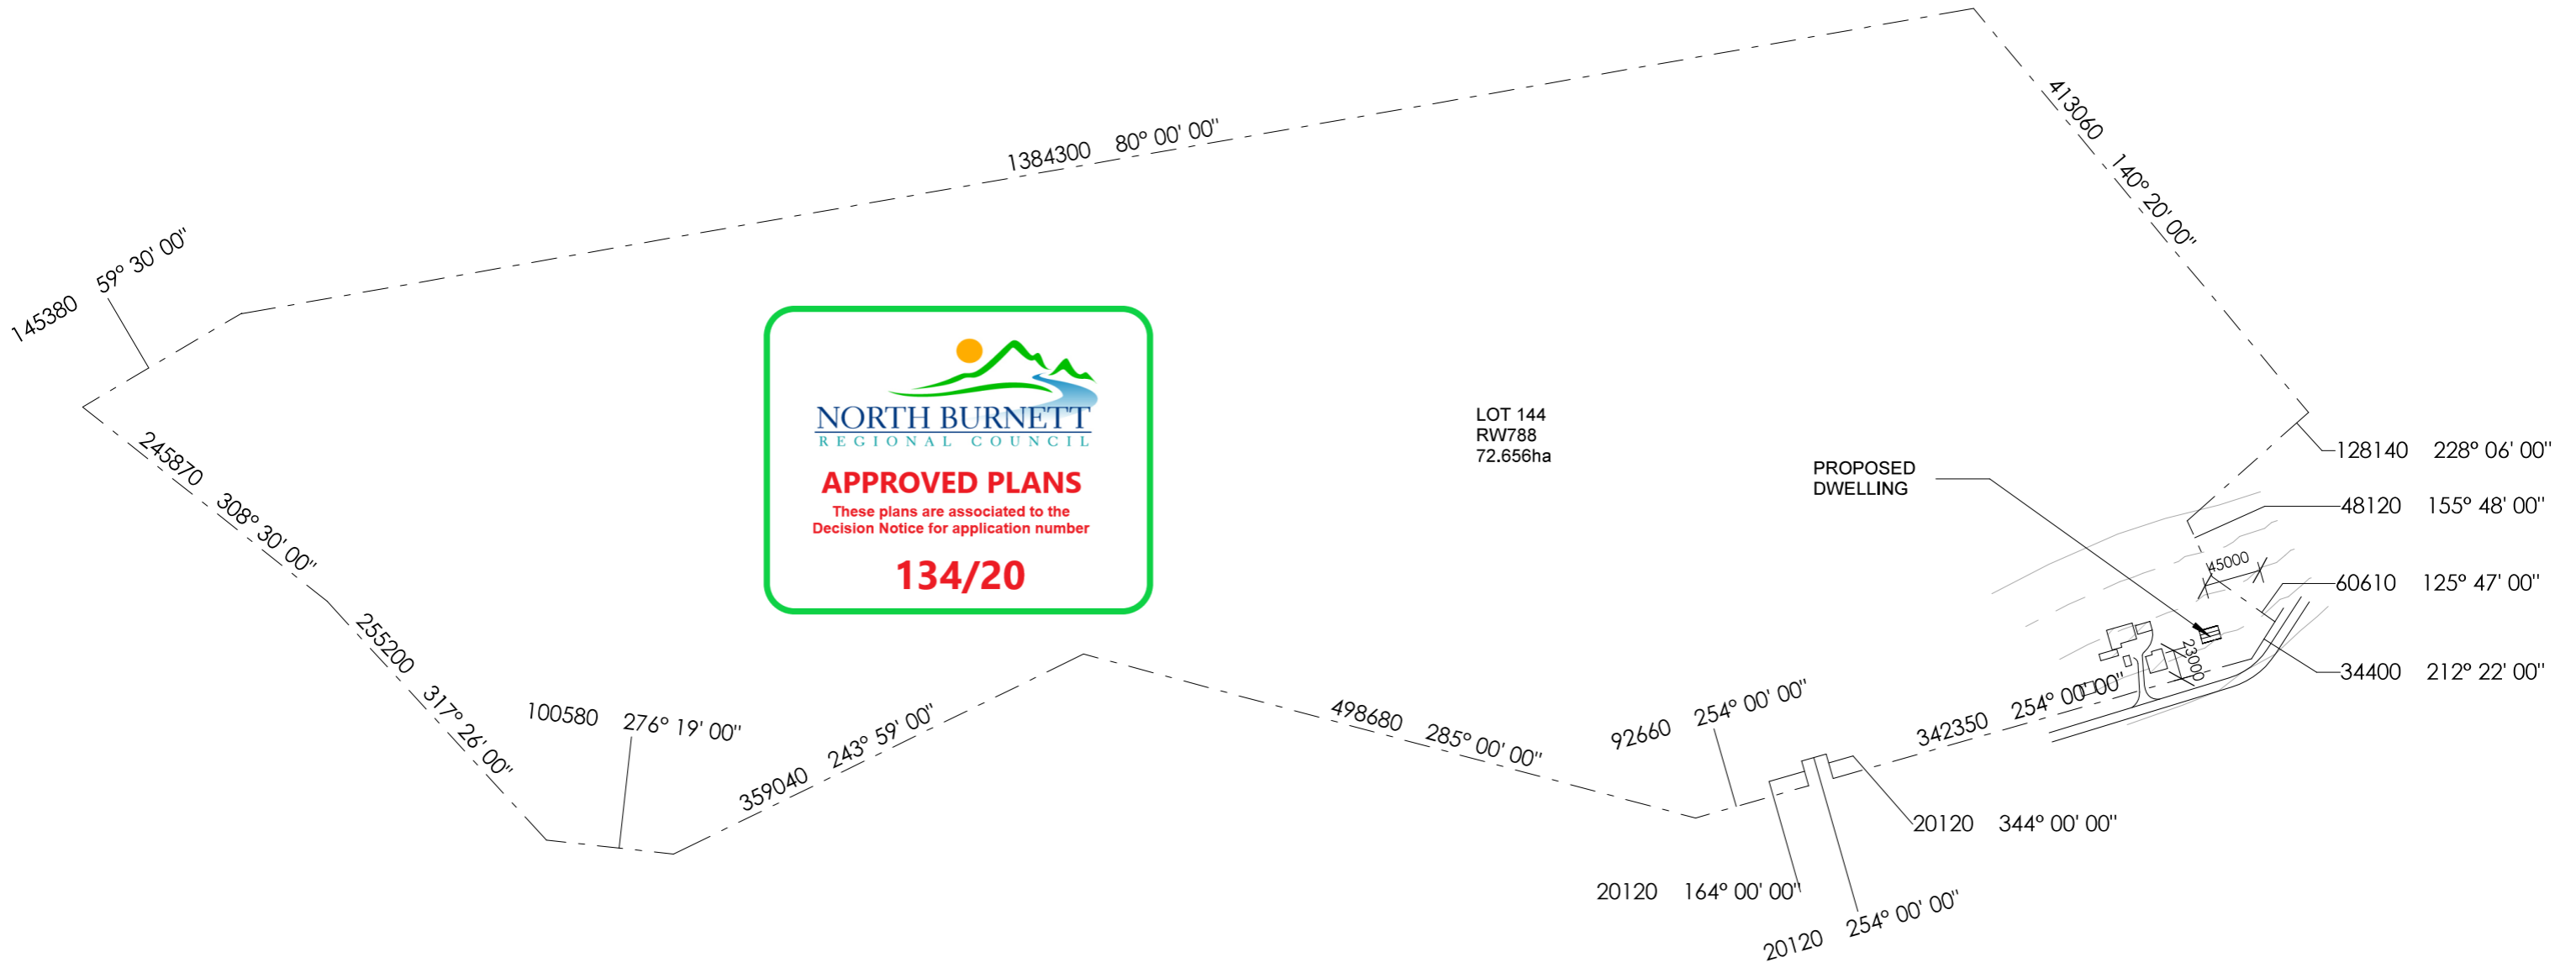 1384300 80° 00' 00"
413060 140° 20' 00"
145380 59° 30' 00"
245870 308° 30' 00"
255200 317° 26' 00"
100580 276° 19' 00"
359040 243° 59' 00"
498680 285° 00' 00"
92660 254° 00' 00"
342350 254° 00' 00"
20120 344° 00' 00"
20120 164° 00' 00"
20120 254° 00' 00"
NORTH BURNETT
REGIONAL COUNCIL
APPROVED PLANS
These plans are associated to the
Decision Notice for application number
134/20
LOT 144
RW788
72.656ha
PROPOSED
DWELLING
128140 228° 06' 00"
48120 155° 48' 00"
45000
60610 125° 47' 00"
23000
34400 212° 22' 00"